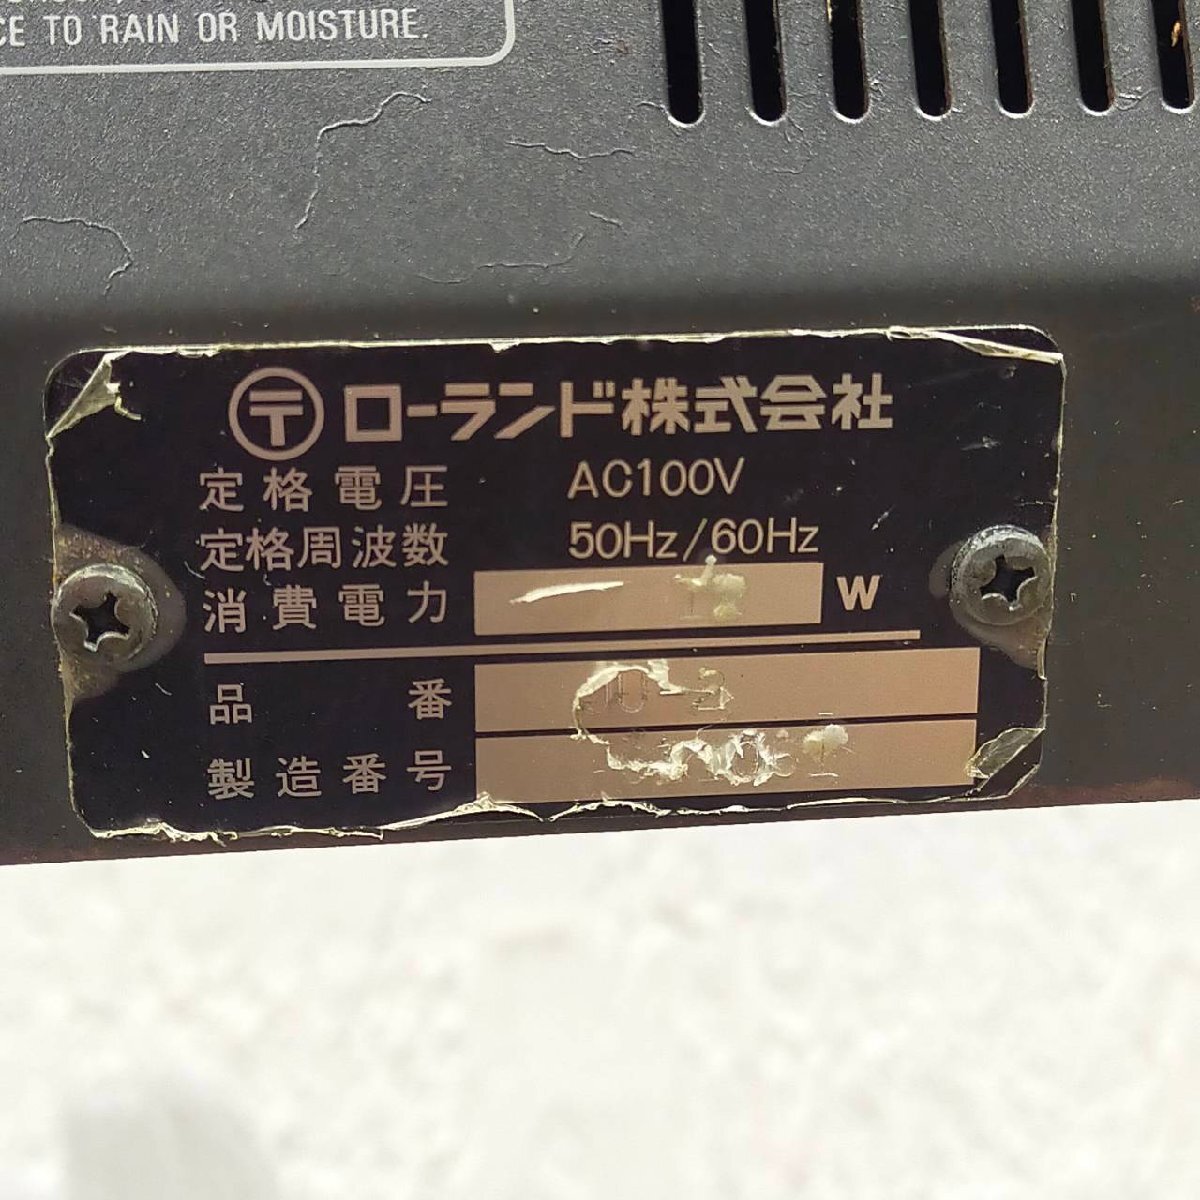 CE TO RAIN OR MOISTURE.
〒 ローランド株式会社
定格電圧 AC100V
定格周波数 50Hz/60Hz
消費電力 W
品番
製造番号